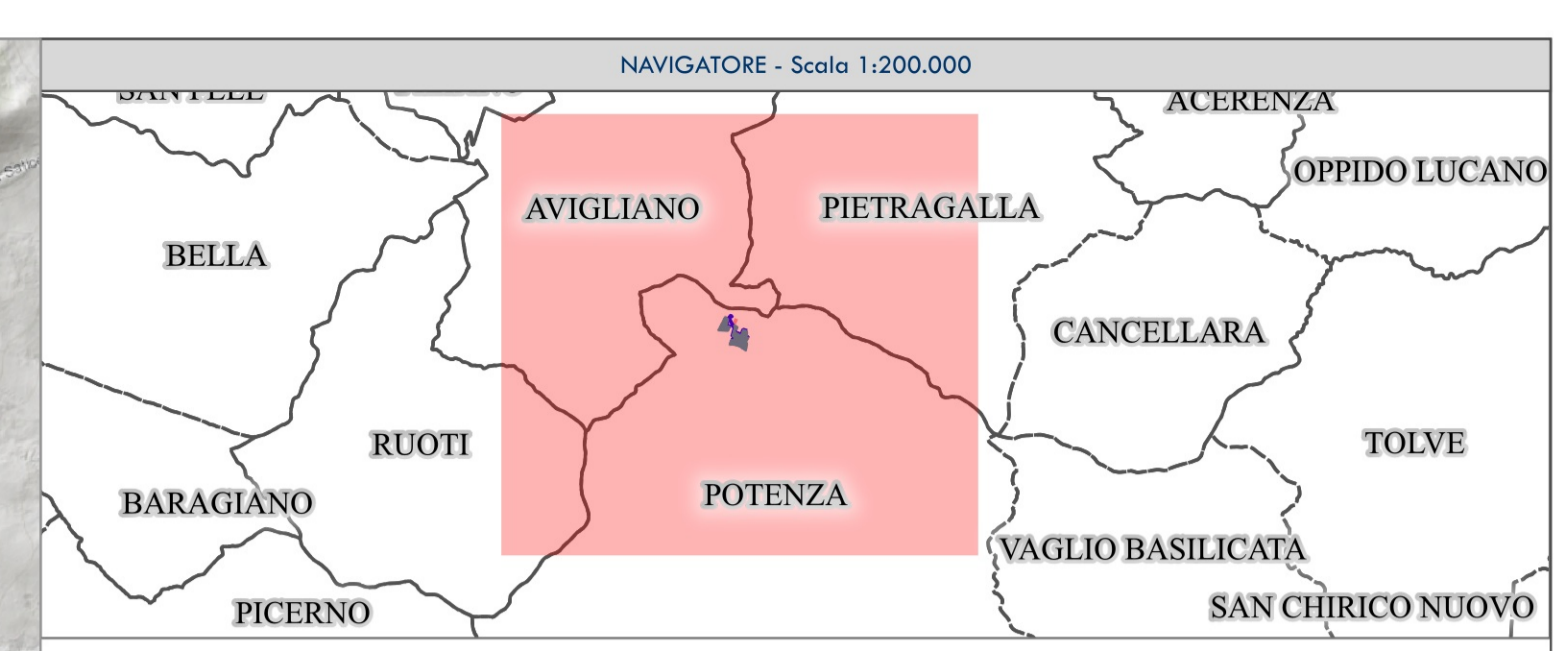 NAVIGATORE - Scala 1:200.000
ACERENZA
OPPIDO LUCANO
AVIGLIANO
PIETRAGALLA
BELLA
CANCELLARA
RUOTI
TOLVE
POTENZA
BARAGIANO
VAGLIO BASILICATA
SAN CHIRICO NUOVO
PICERNO